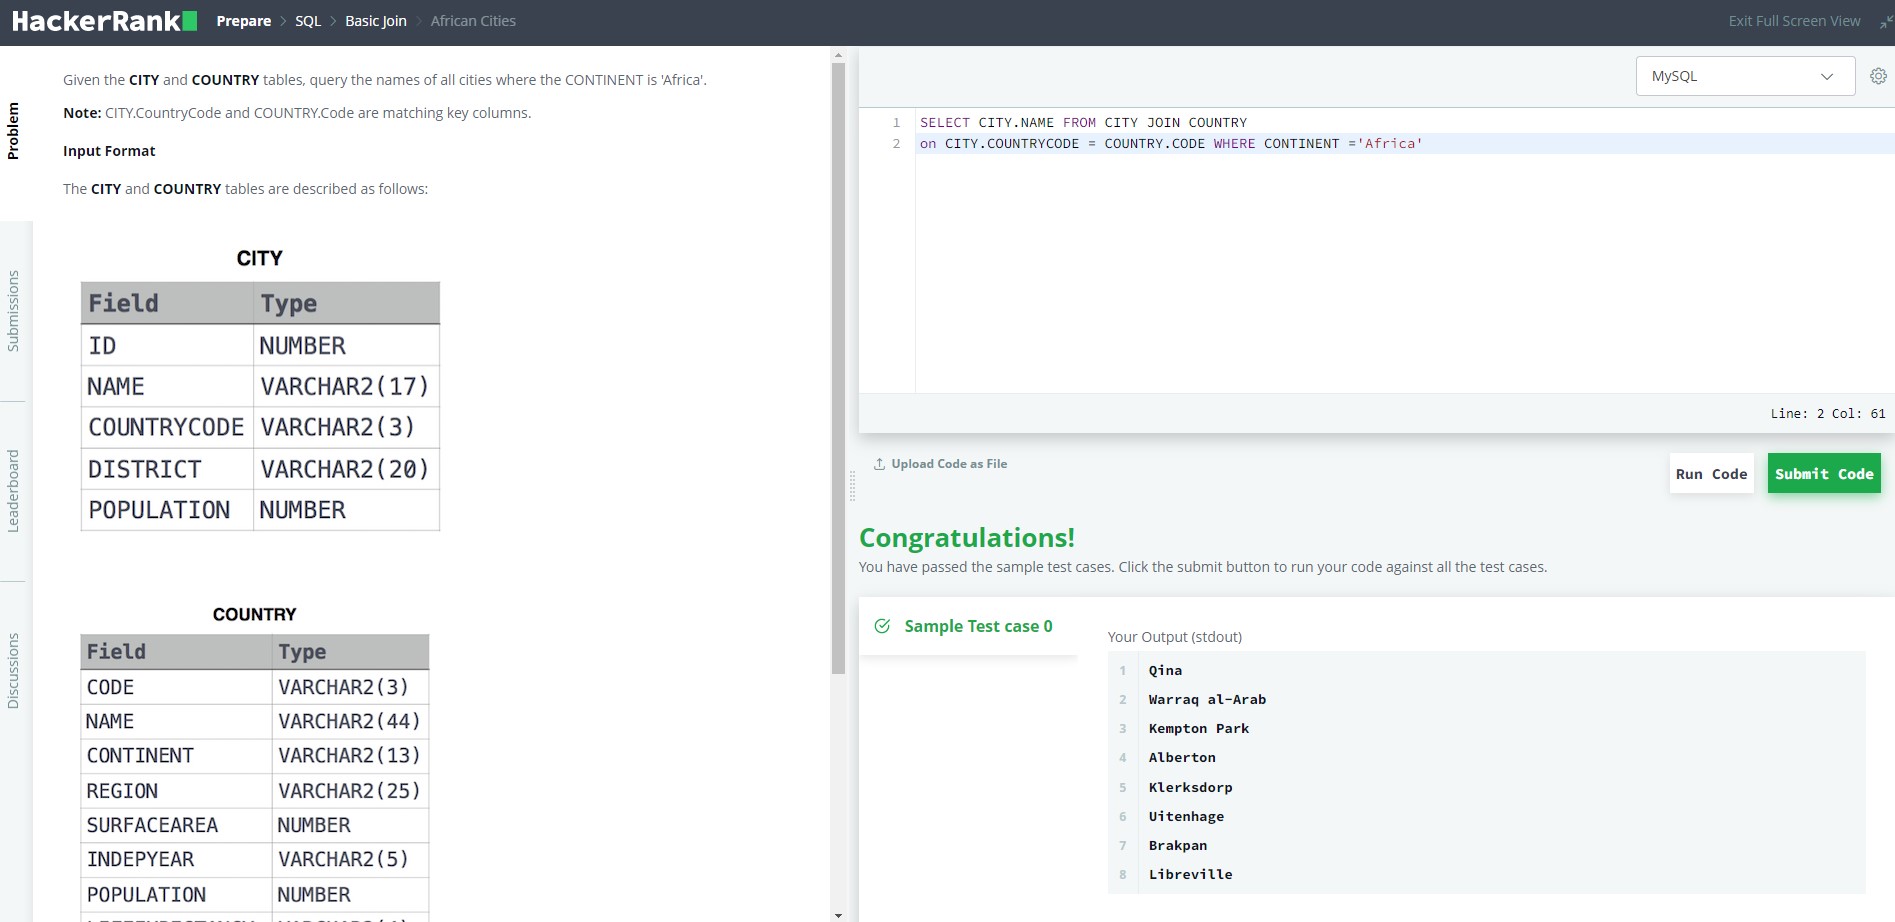 HackerRank Prepare > SQL > Basic Join > African Cities Exit Full Screen View
Problem
Submissions
Leaderboard
Discussions
Given the CITY and COUNTRY tables, query the names of all cities where the CONTINENT is 'Africa'.
Note: CITY.CountryCode and COUNTRY.Code are matching key columns.
Input Format
The CITY and COUNTRY tables are described as follows:
CITY
Field Type
ID NUMBER
NAME VARCHAR2(17)
COUNTRYCODE VARCHAR2(3)
DISTRICT VARCHAR2(20)
POPULATION NUMBER
COUNTRY
Field Type
CODE VARCHAR2(3)
NAME VARCHAR2(44)
CONTINENT VARCHAR2(13)
REGION VARCHAR2(25)
SURFACEAREA NUMBER
INDEPYEAR VARCHAR2(5)
POPULATION NUMBER
MySQL
1 SELECT CITY.NAME FROM CITY JOIN COUNTRY
2 on CITY.COUNTRYCODE = COUNTRY.CODE WHERE CONTINENT ='Africa'
Line: 2 Col: 61
Upload Code as File
Run Code
Submit Code
Congratulations!
You have passed the sample test cases. Click the submit button to run your code against all the test cases.
Sample Test case 0
Your Output (stdout)
1 Qina
2 Warraq al-Arab
3 Kempton Park
4 Alberton
5 Klerksdorp
6 Uitenhage
7 Brakpan
8 Libreville